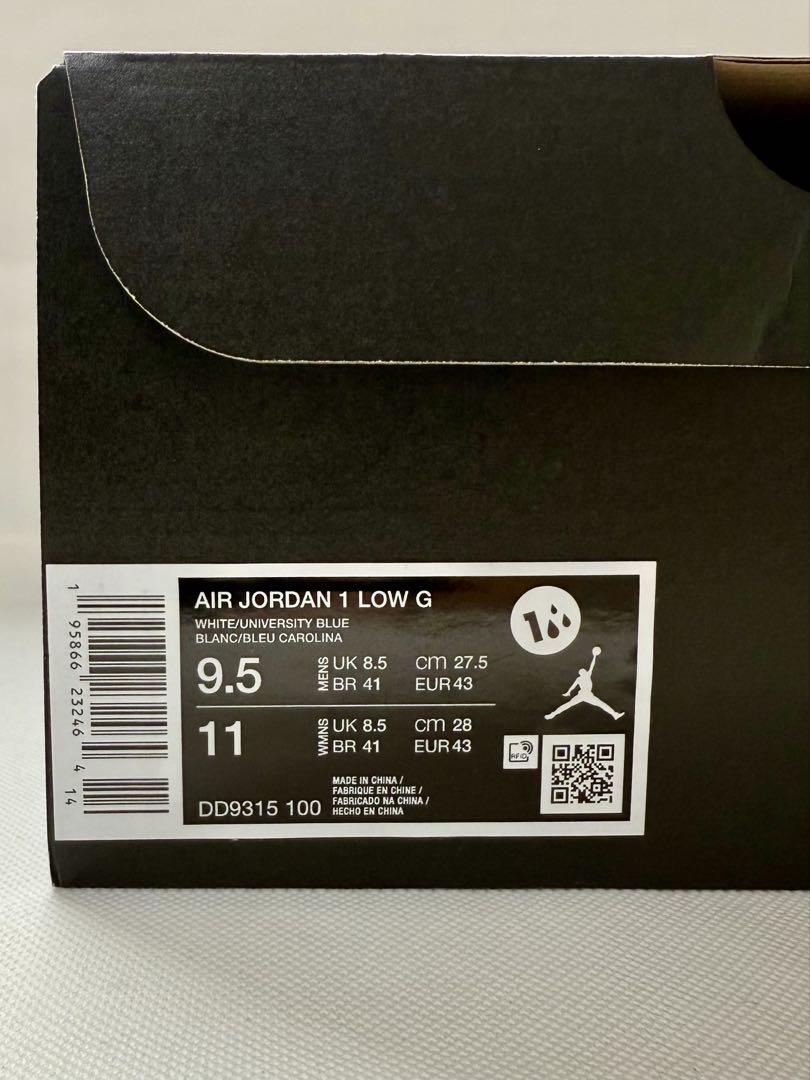 AIR JORDAN 1 LOW G
WHITE/UNIVERSITY BLUE
BLANC/BLEU CAROLINA
9.5 MENS UK 8.5 cm 27.5
BR 41 EUR 43
11 WMNS UK 8.5 cm 28
BR 41 EUR 43
DD9315 100
MADE IN CHINA /
FABRIQUE EN CHINE /
FABRICADO NA CHINA /
HECHO EN CHINA
RFID
1
1 95866 23246 4 14